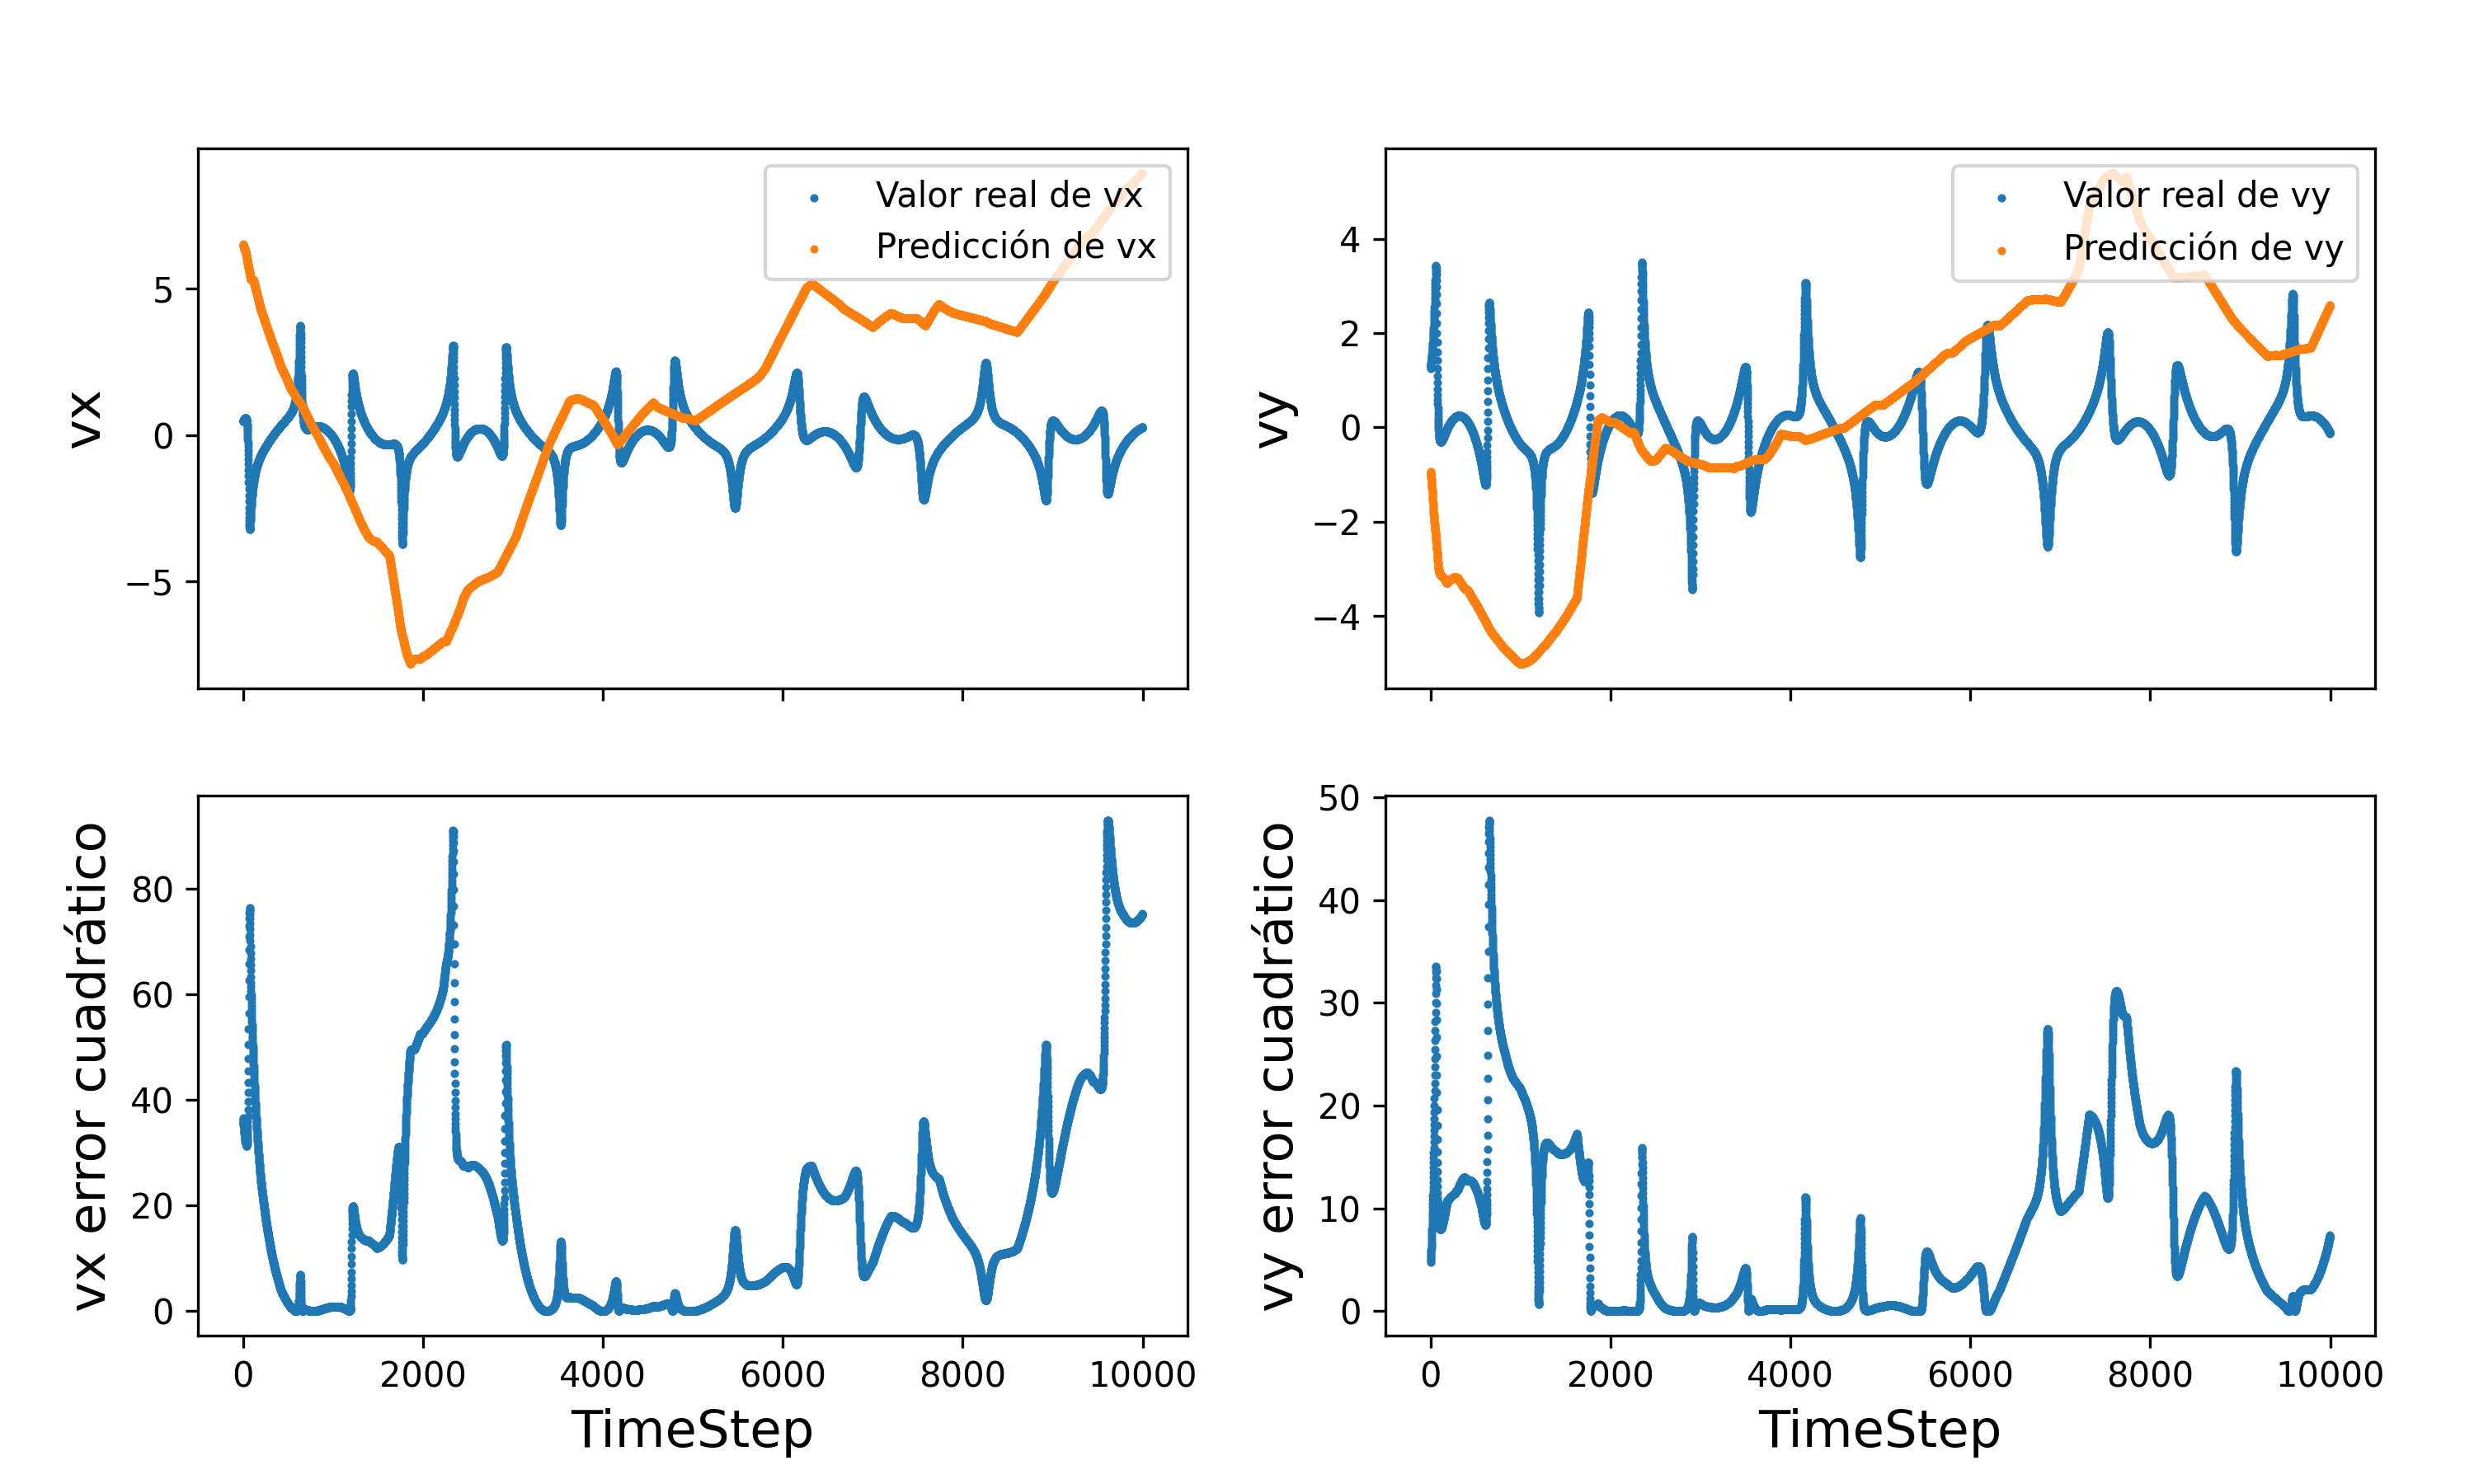 vx
5
0
−5
Valor real de vx
Predicción de vx
vy
4
2
0
−2
−4
Valor real de vy
Predicción de vy
vx error cuadrático
80
60
40
20
0
0 2000 4000 6000 8000 10000
TimeStep
vy error cuadrático
50
40
30
20
10
0
0 2000 4000 6000 8000 10000
TimeStep